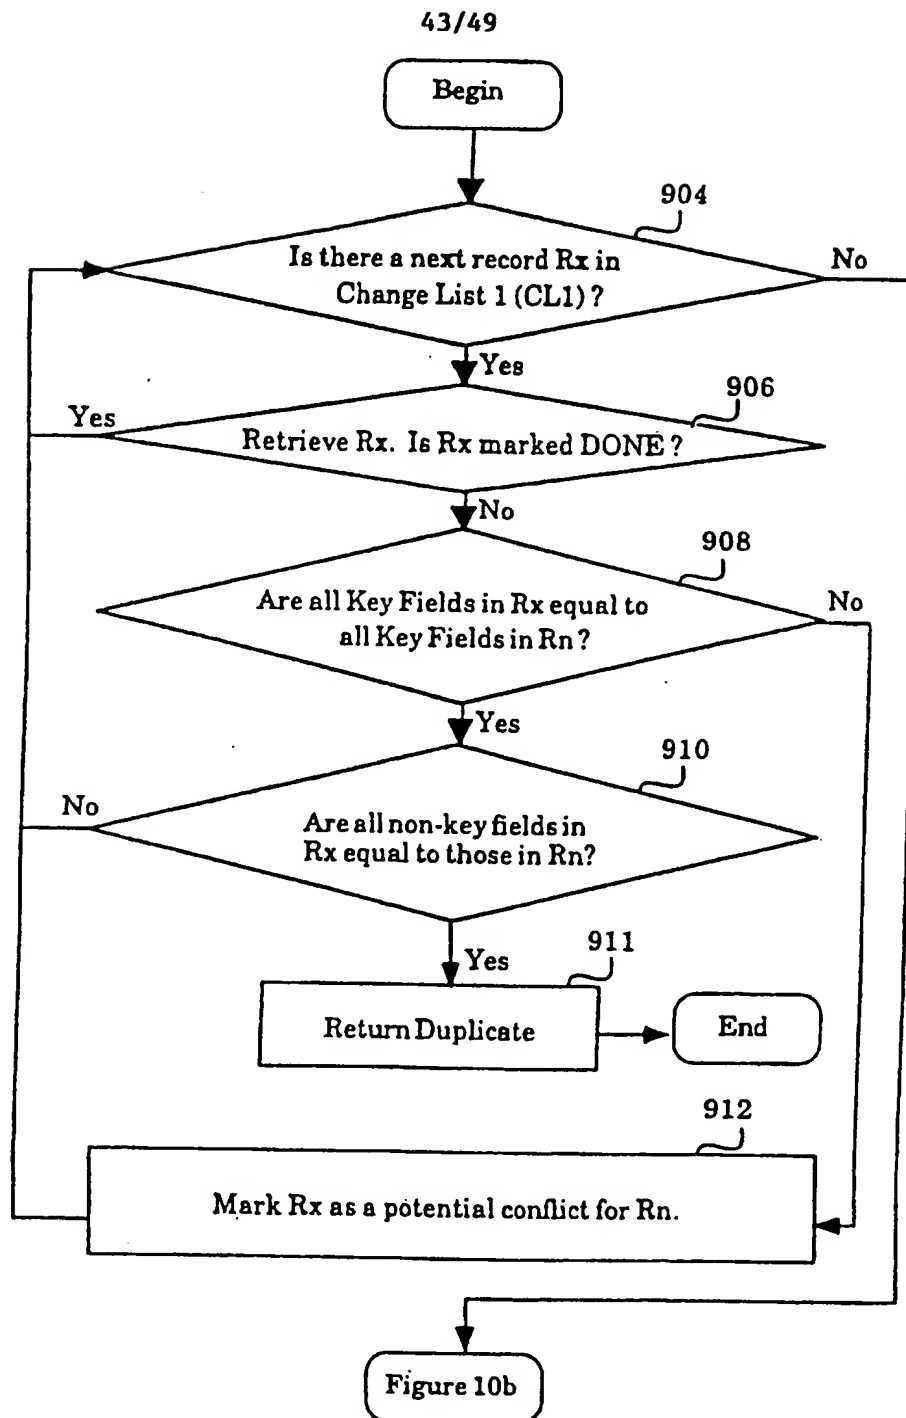 43/49
Begin
904
Is there a next record Rx in
Change List 1 (CL1)?
No
Yes
906
Yes
Retrieve Rx. Is Rx marked DONE?
No
908
Are all Key Fields in Rx equal to
all Key Fields in Rn?
No
Yes
910
No
Are all non-key fields in
Rx equal to those in Rn?
Yes
911
Return Duplicate
End
912
Mark Rx as a potential conflict for Rn.
Figure 10b